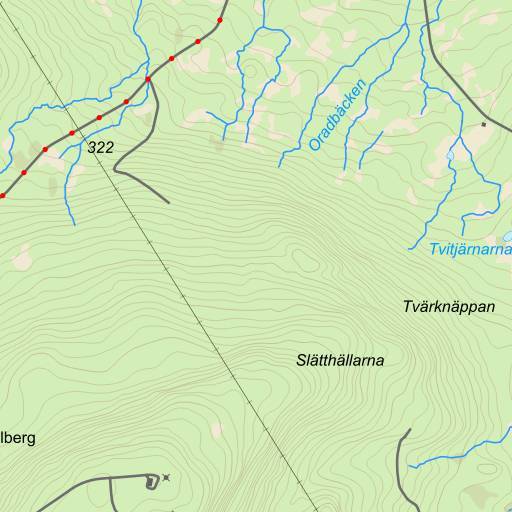 Oradbäcken
322
Tvitjärnarna
Tvärknäppan
Slätthällarna
lberg